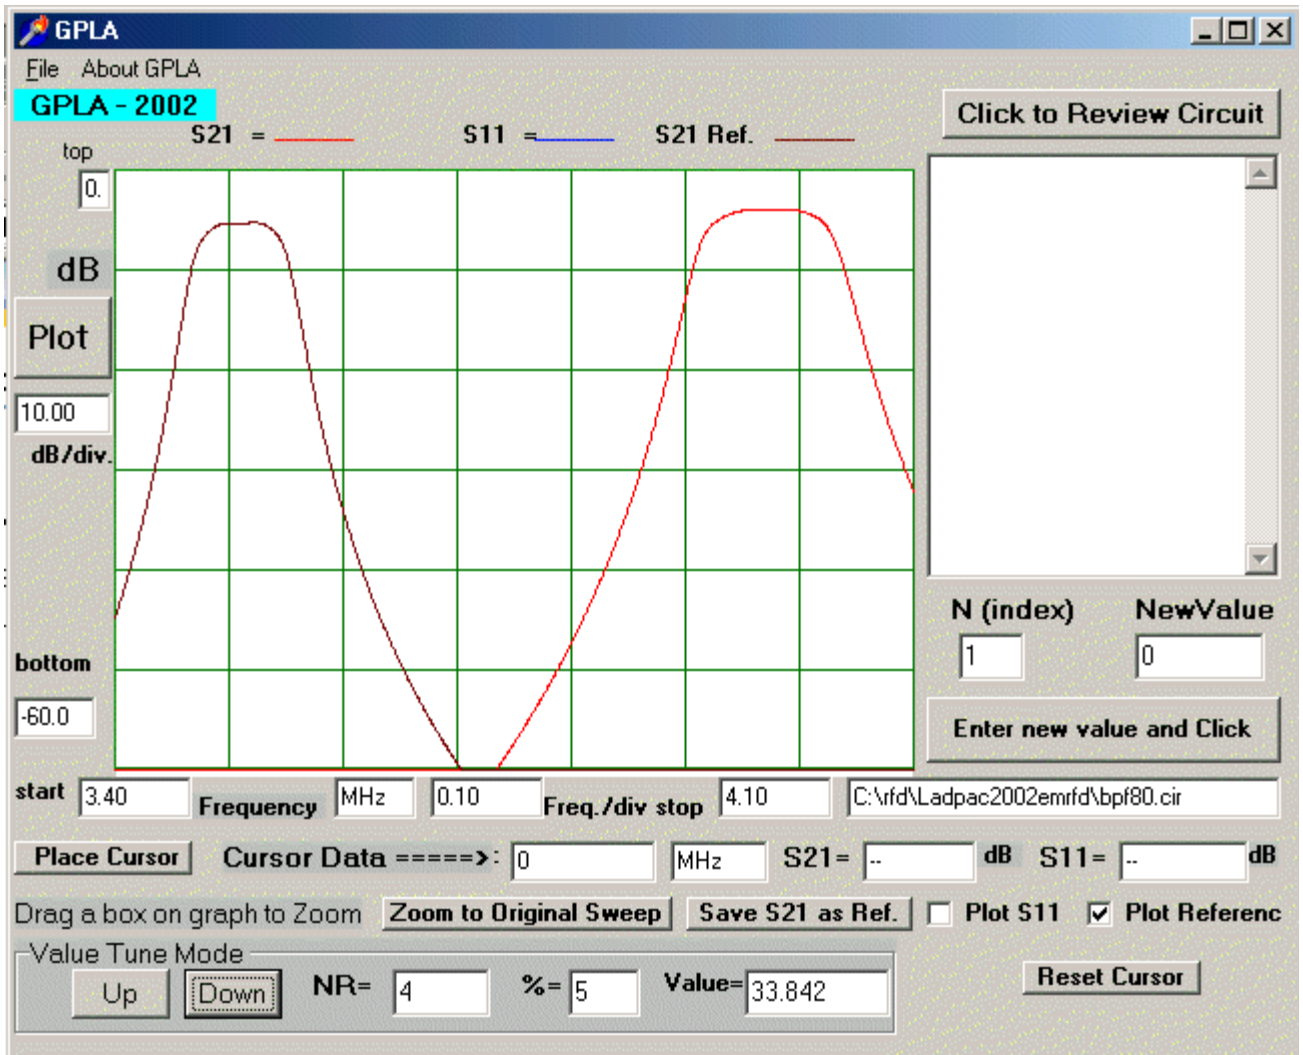 GPLA
File About GPLA
GPLA - 2002
Click to Review Circuit
S21 = S11 = S21 Ref.
top
0.
dB
Plot
10.00
dB/div.
N (index) NewValue
1 0
bottom
-60.0
Enter new value and Click
start 3.40 Frequency MHz 0.10 Freq./div stop 4.10 C:\rfd\Ladpac2002emrfd\bpf80.cir
Place Cursor Cursor Data =====>: 0 MHz S21= -- dB S11= -- dB
Drag a box on graph to Zoom Zoom to Original Sweep Save S21 as Ref. Plot S11 Plot Referenc
Value Tune Mode
Up Down NR= 4 %= 5 Value= 33.842 Reset Cursor